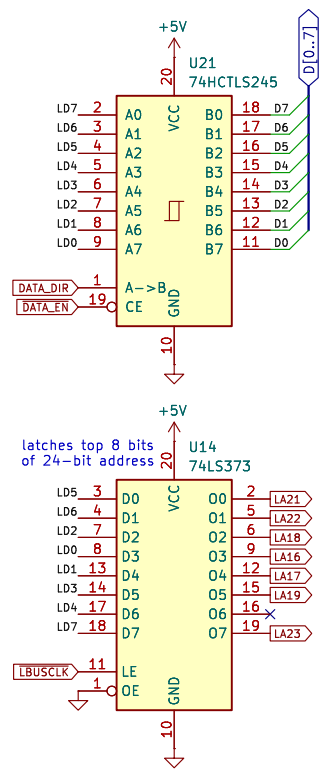 +5V
D[0..7]
U21
74HCTLS245
20
VCC
LD7 2 A0 B0 18 D7
LD6 3 A1 B1 17 D6
LD5 4 A2 B2 16 D5
LD4 5 A3 B3 15 D4
LD3 6 A4 B4 14 D3
LD2 7 A5 B5 13 D2
LD1 8 A6 B6 12 D1
LD0 9 A7 B7 11 D0
DATA_DIR 1 A->B
DATA_EN 19 CE
GND
10
+5V
latches top 8 bits
of 24-bit address
U14
74LS373
20
VCC
LD5 3 D0 O0 2 LA21
LD6 4 D1 O1 5 LA22
LD2 7 D2 O2 6 LA18
LD0 8 D3 O3 9 LA16
LD1 13 D4 O4 12 LA17
LD3 14 D5 O5 15 LA19
LD4 17 D6 O6 16
LD7 18 D7 O7 19 LA23
LBUSCLK 11 LE
1 OE
GND
10